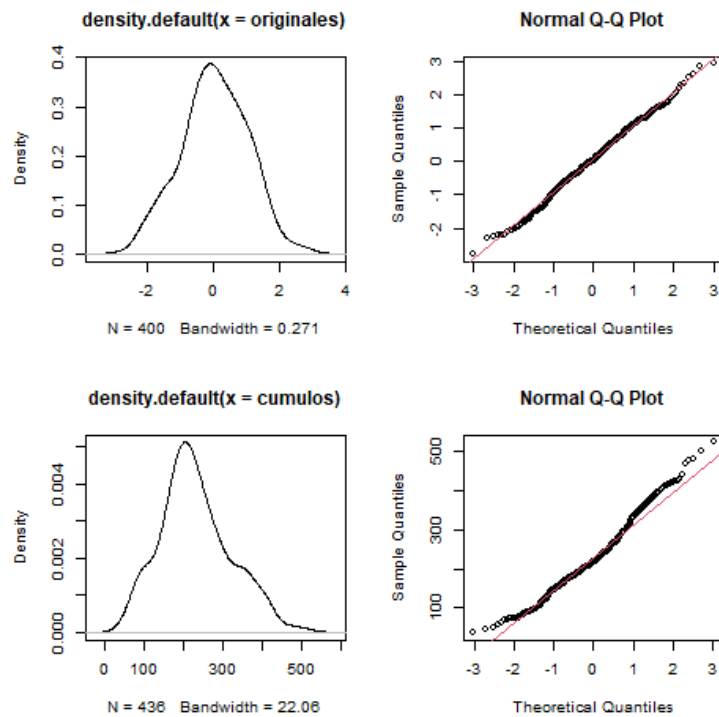 density.default(x = originales)
Density
0.0 0.1 0.2 0.3 0.4
-2 0 2 4
N = 400 Bandwidth = 0.271
Normal Q-Q Plot
Sample Quantiles
-2 -1 0 1 2 3
-3 -2 -1 0 1 2 3
Theoretical Quantiles
density.default(x = cumulos)
Density
0.000 0.002 0.004
0 100 300 500
N = 436 Bandwidth = 22.06
Normal Q-Q Plot
Sample Quantiles
100 300 500
-3 -2 -1 0 1 2 3
Theoretical Quantiles